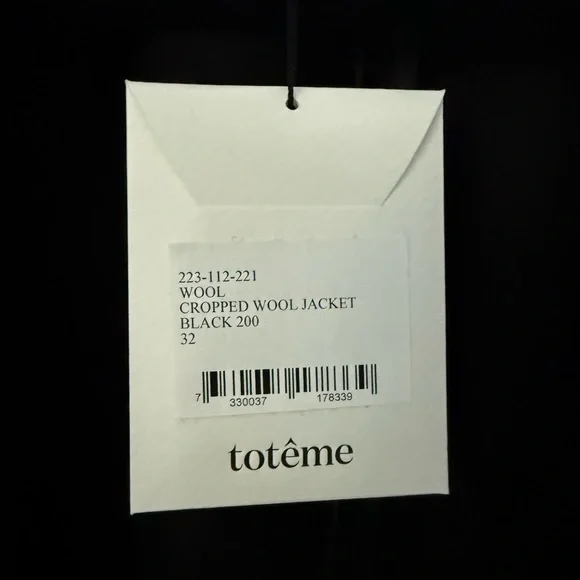 223-112-221
WOOL
CROPPED WOOL JACKET
BLACK 200
32
7 330037 178339
totême